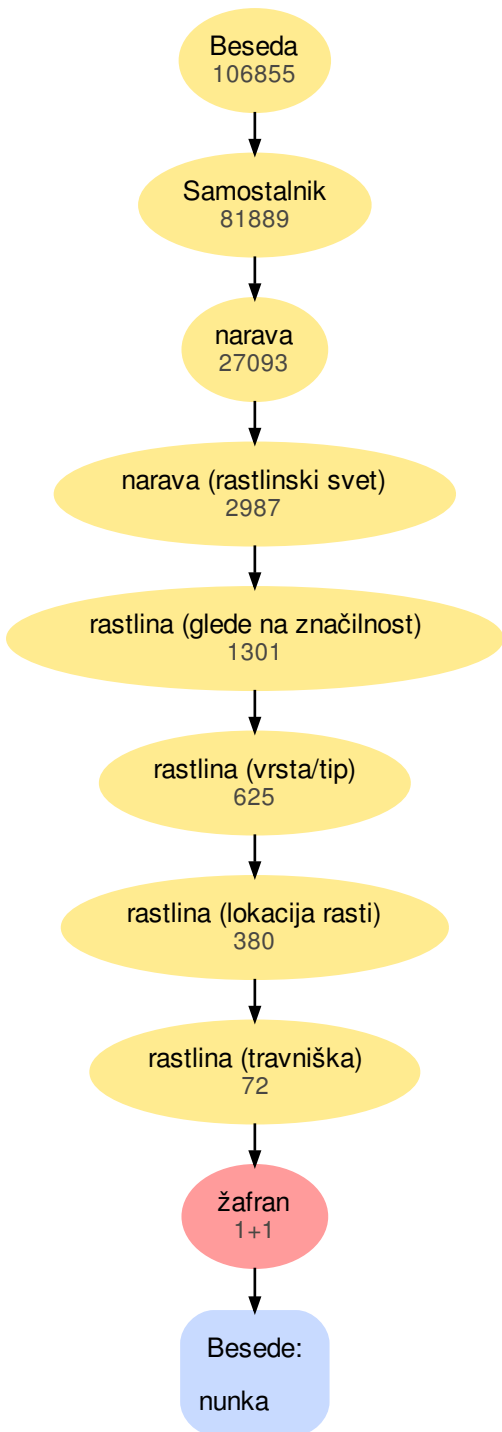 Beseda
106855
Samostalnik
81889
narava
27093
narava (rastlinski svet)
2987
rastlina (glede na značilnost)
1301
rastlina (vrsta/tip)
625
rastlina (lokacija rasti)
380
rastlina (travniška)
72
žafran
1+1
Besede:
nunka